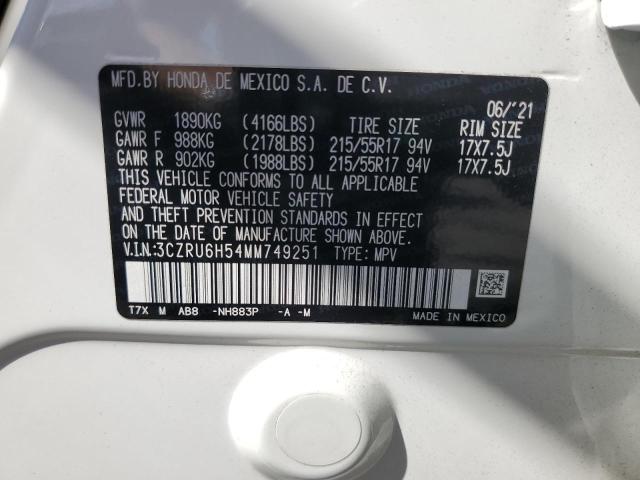 MFD.BY HONDA DE MEXICO S.A. DE C.V.
06/'21
GVWR 1890KG (4166LBS) TIRE SIZE RIM SIZE
GAWR F 988KG (2178LBS) 215/55R17 94V 17X7.5J
GAWR R 902KG (1988LBS) 215/55R17 94V 17X7.5J
THIS VEHICLE CONFORMS TO ALL APPLICABLE
FEDERAL MOTOR VEHICLE SAFETY
AND THEFT PREVENTION STANDARDS IN EFFECT
ON THE DATE OF MANUFACTURE SHOWN ABOVE.
V.I.N:3CZRU6H54MM749251 TYPE: MPV
T7X M AB8 -NH883P -A -M
MADE IN MEXICO